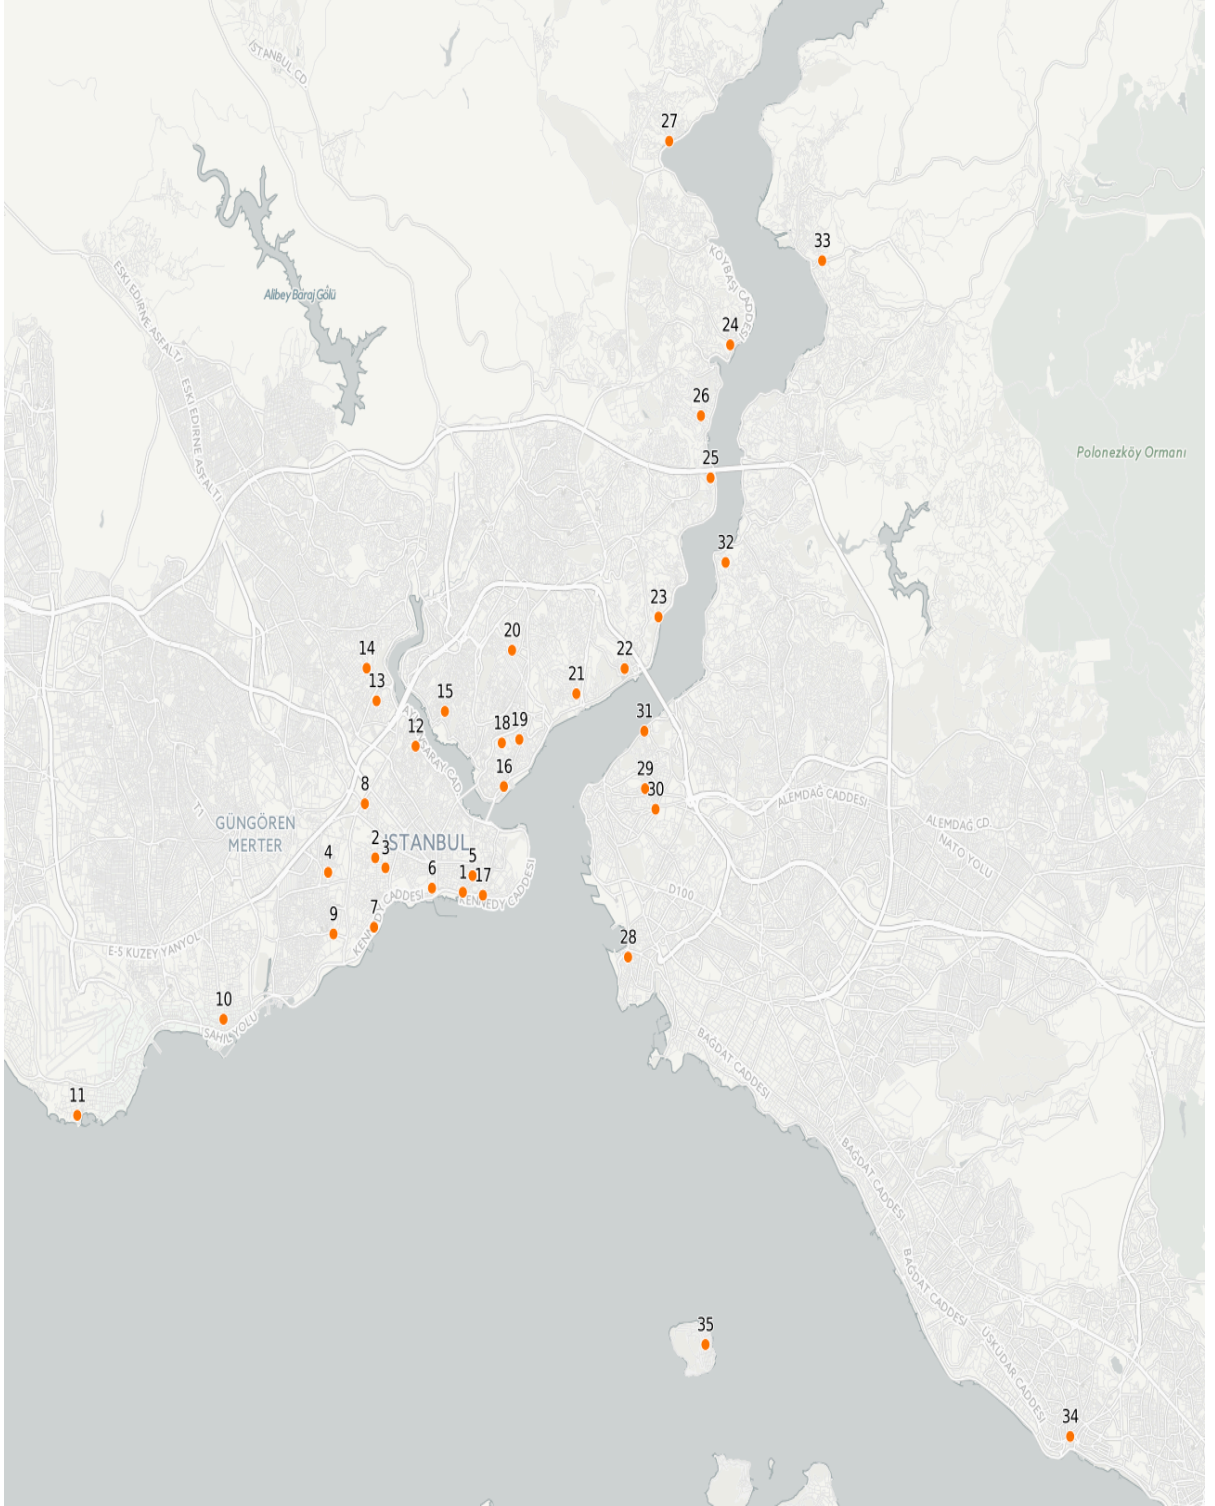 İSTANBUL CD.
27
33
KÖYBAŞI CADDESİ
ESKİ EDİRNE ASFALTI
Alibey Baraj Gölü
24
ESKİ EDİRNE ASFALTI
26
Polonezköy Ormanı
25
32
23
20
14
22
13
21
15
31
12
18
19
16
29
30
8
T1
ALEMDAĞ CADDESİ
ALEMDAĞ CD.
GÜNGÖREN
MERTER
İSTANBUL
NATO YOLU
2
3
4
5
6
1
17
KENNEDY CADDESİ
KENNEDY CADDESİ
D100
7
9
E-5 KUZEY YANYOL
28
10
SAHİL YOLU
BAĞDAT CADDESİ
11
BAĞDAT CADDESİ
BAĞDAT CADDESİ
ÜSKÜDAR CADDESİ
35
34